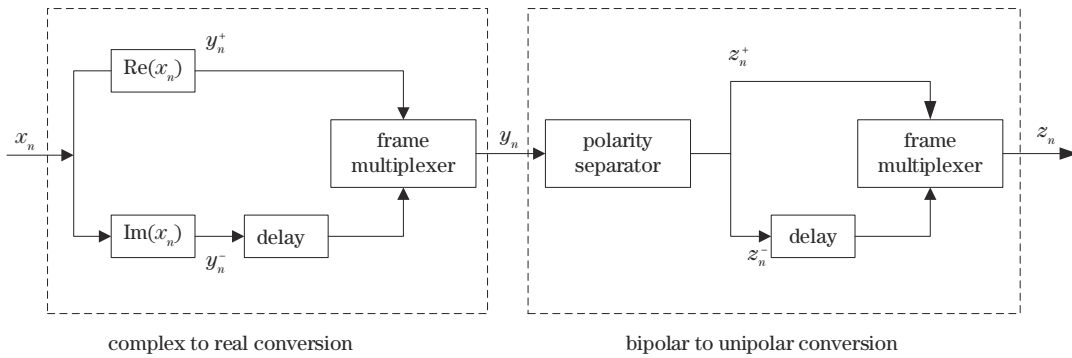 y_n^+
z_n^+
Re(x_n)
x_n
frame
multiplexer
y_n
polarity
separator
frame
multiplexer
z_n
Im(x_n)
delay
delay
y_n^-
z_n^-
complex to real conversion
bipolar to unipolar conversion